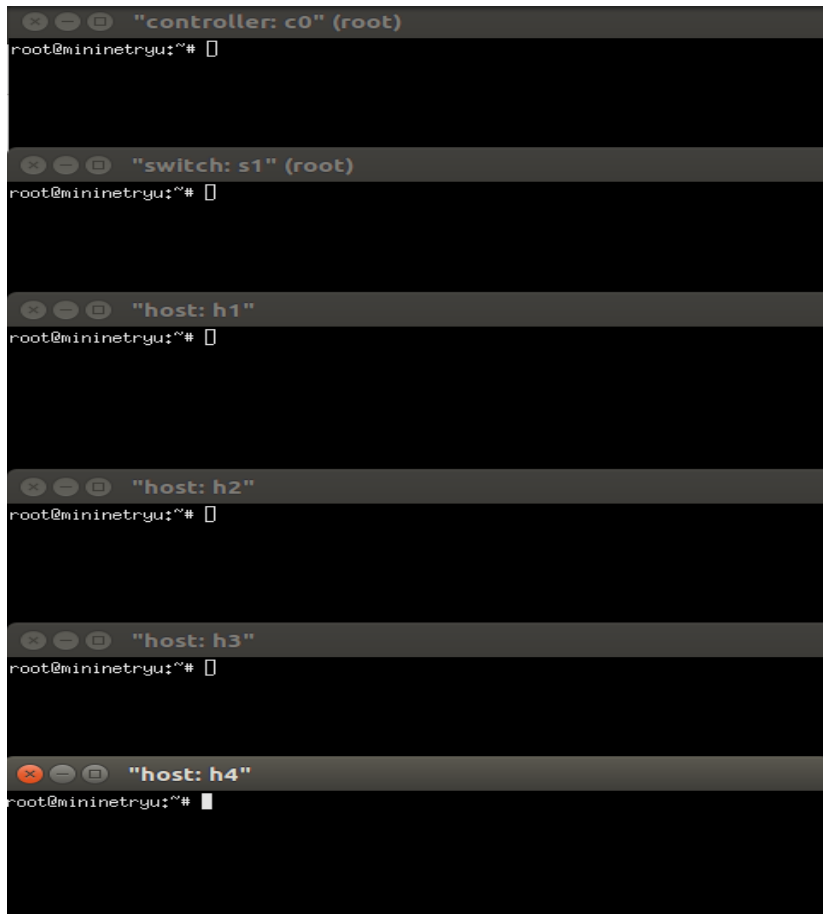 "controller: c0" (root)
root@mininetryu:~#
"switch: s1" (root)
root@mininetryu:~#
"host: h1"
root@mininetryu:~#
"host: h2"
root@mininetryu:~#
"host: h3"
root@mininetryu:~#
"host: h4"
root@mininetryu:~#